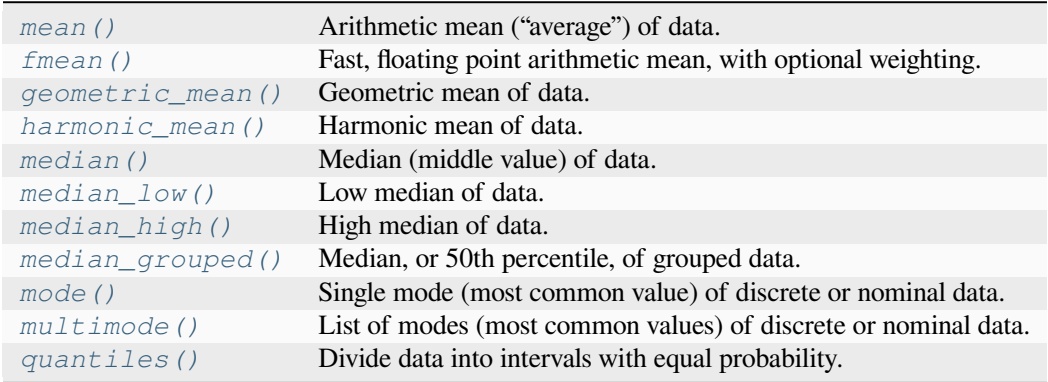 mean() Arithmetic mean (“average”) of data.
fmean() Fast, floating point arithmetic mean, with optional weighting.
geometric_mean() Geometric mean of data.
harmonic_mean() Harmonic mean of data.
median() Median (middle value) of data.
median_low() Low median of data.
median_high() High median of data.
median_grouped() Median, or 50th percentile, of grouped data.
mode() Single mode (most common value) of discrete or nominal data.
multimode() List of modes (most common values) of discrete or nominal data.
quantiles() Divide data into intervals with equal probability.